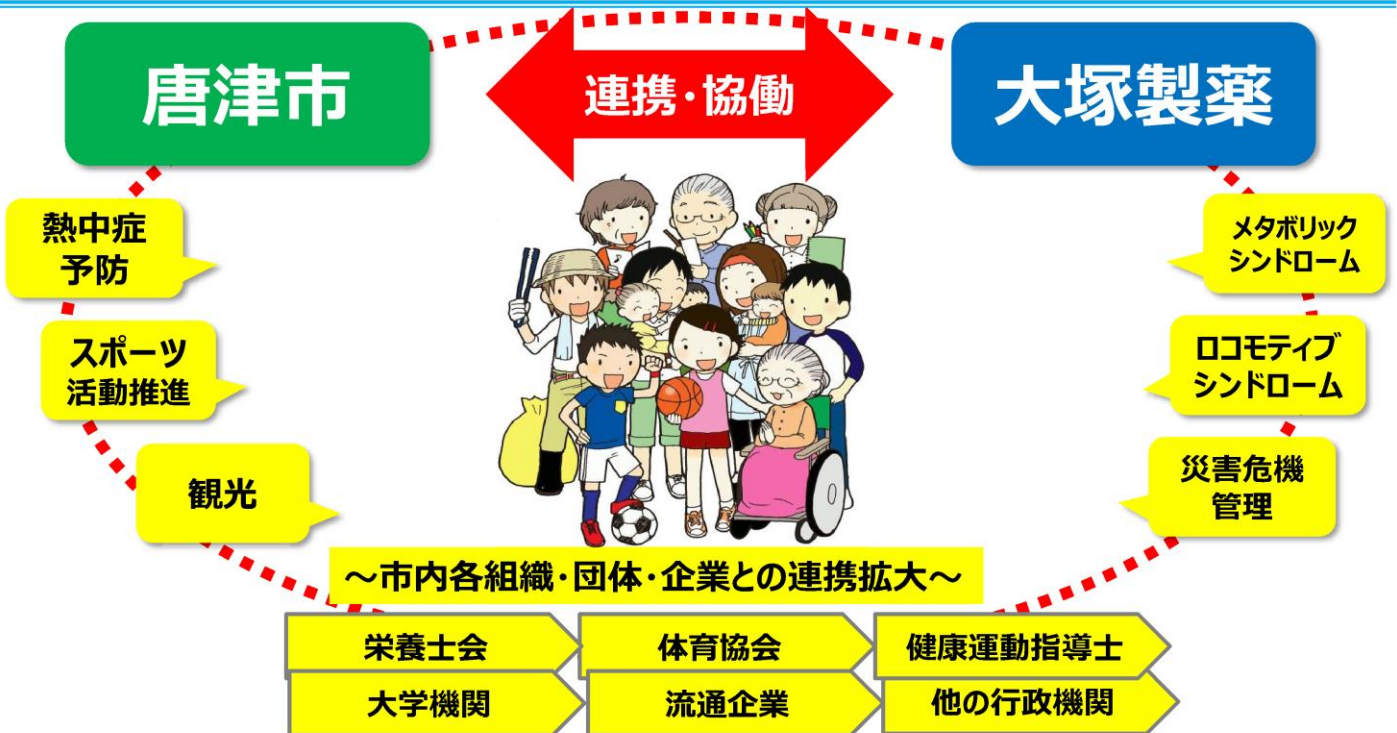 唐津市
連携・協働
大塚製薬
熱中症
予防
スポーツ
活動推進
観光
メタボリック
シンドローム
ロコモティブ
シンドローム
災害危機
管理
～市内各組織・団体・企業との連携拡大～
栄養士会
体育協会
健康運動指導士
大学機関
流通企業
他の行政機関